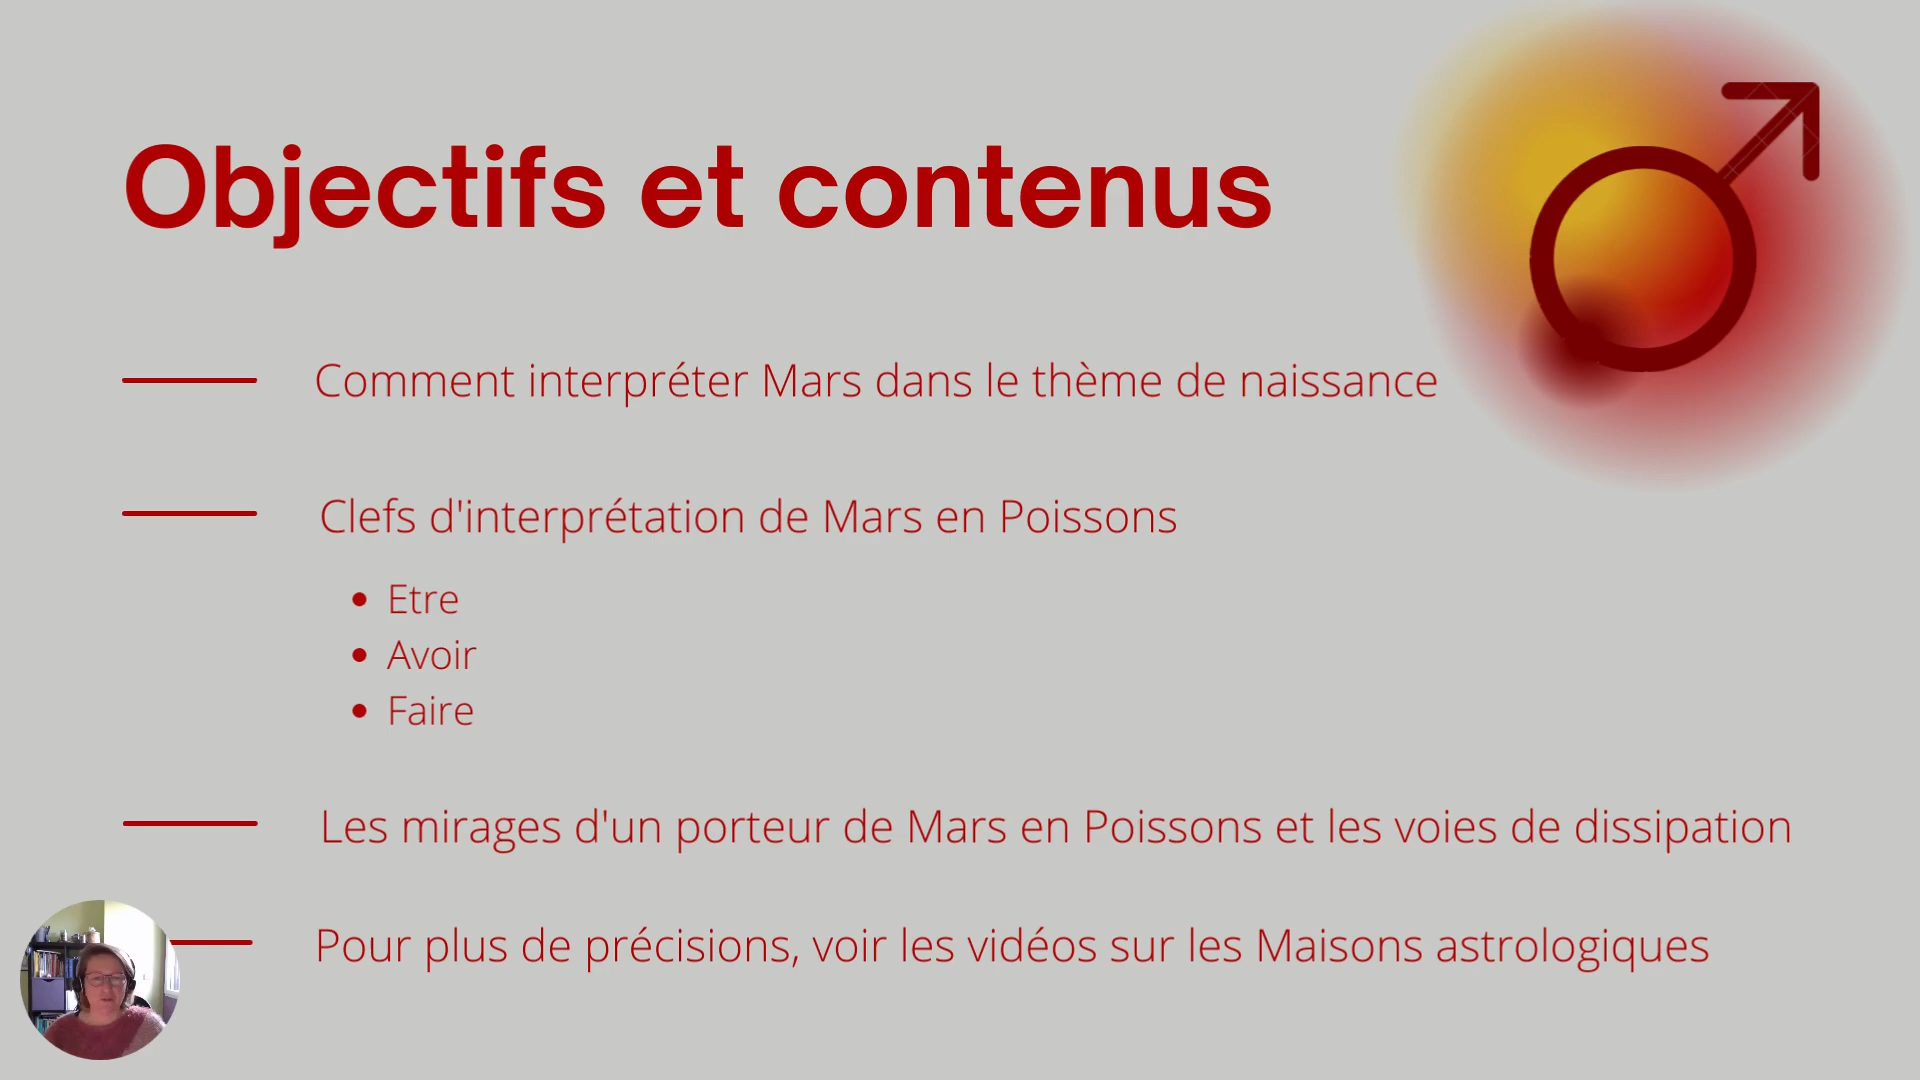 Objectifs et contenus
Comment interpréter Mars dans le thème de naissance
Clefs d'interprétation de Mars en Poissons
• Etre
• Avoir
• Faire
Les mirages d'un porteur de Mars en Poissons et les voies de dissipation
Pour plus de précisions, voir les vidéos sur les Maisons astrologiques